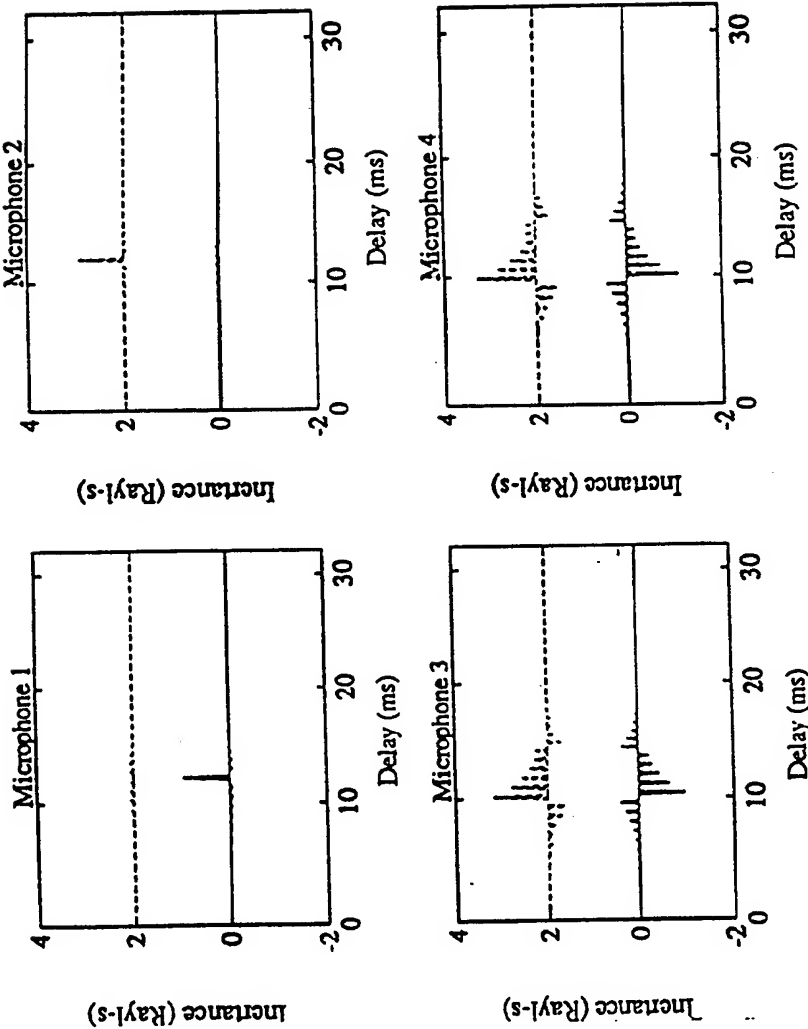 Microphone 1
4
2
0
-2
Inertance (Rayl-s)
0 10 20 30
Delay (ms)
Microphone 2
4
2
0
-2
Inertance (Rayl-s)
0 10 20 30
Delay (ms)
Microphone 3
4
2
0
-2
Inertance (Rayl-s)
0 10 20 30
Delay (ms)
Microphone 4
4
2
0
-2
Inertance (Rayl-s)
0 10 20 30
Delay (ms)